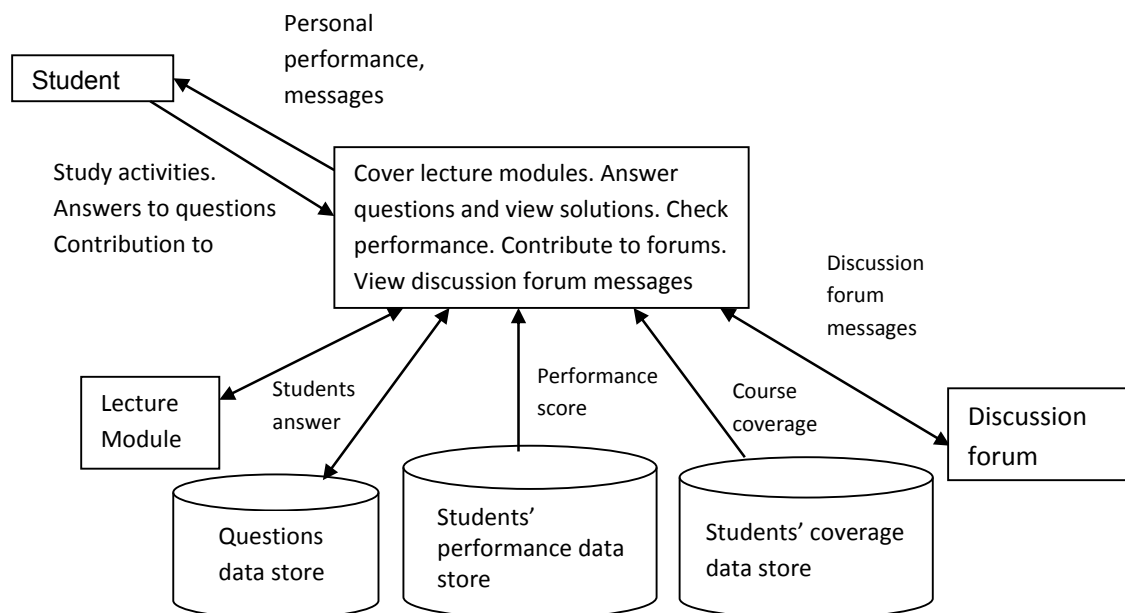 Personal
performance,
messages
Student
Study activities.
Answers to questions
Contribution to
Cover lecture modules. Answer
questions and view solutions. Check
performance. Contribute to forums.
View discussion forum messages
Discussion
forum
messages
Students
answer
Performance
score
Course
coverage
Lecture
Module
Discussion
forum
Questions
data store
Students’
performance data
store
Students’ coverage
data store